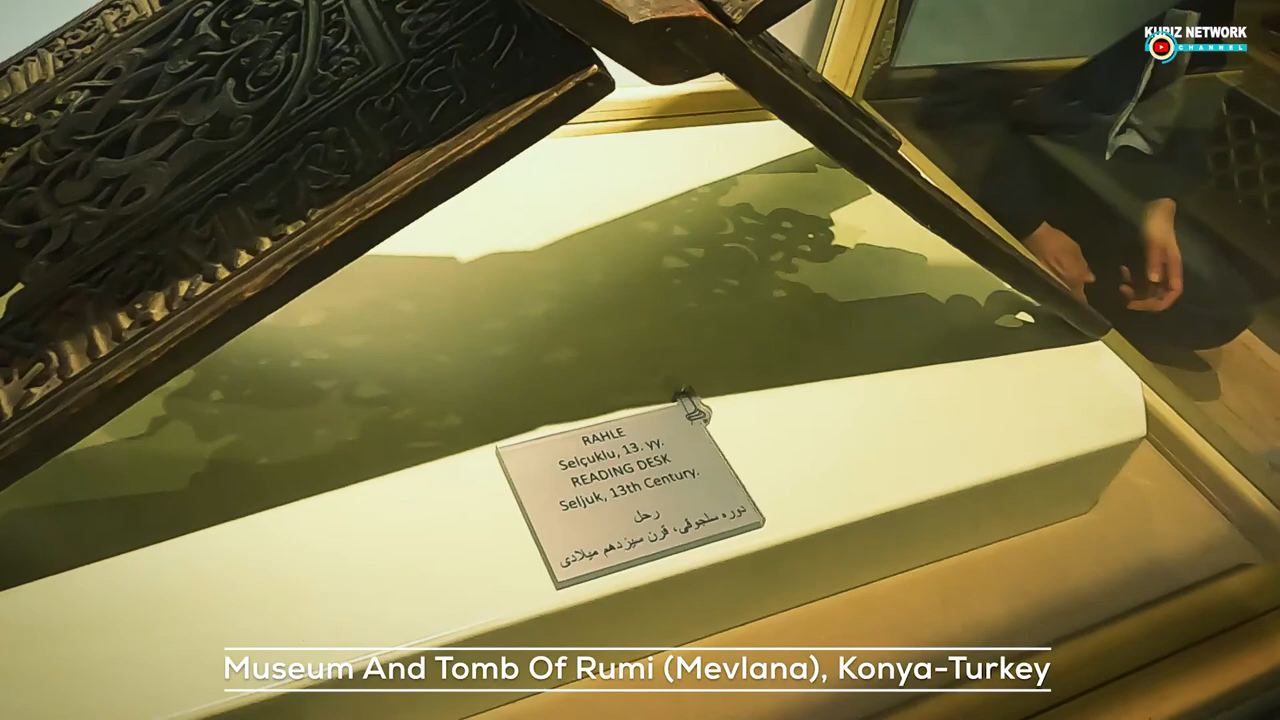 KUBIZ NETWORK
CHANNEL
RAHLE
Selçuklu, 13. yy.
READING DESK
Seljuk, 13th Century.
رحل
دوره سلجوقی، قرن سیزدهم میلادی
Museum And Tomb Of Rumi (Mevlana), Konya-Turkey